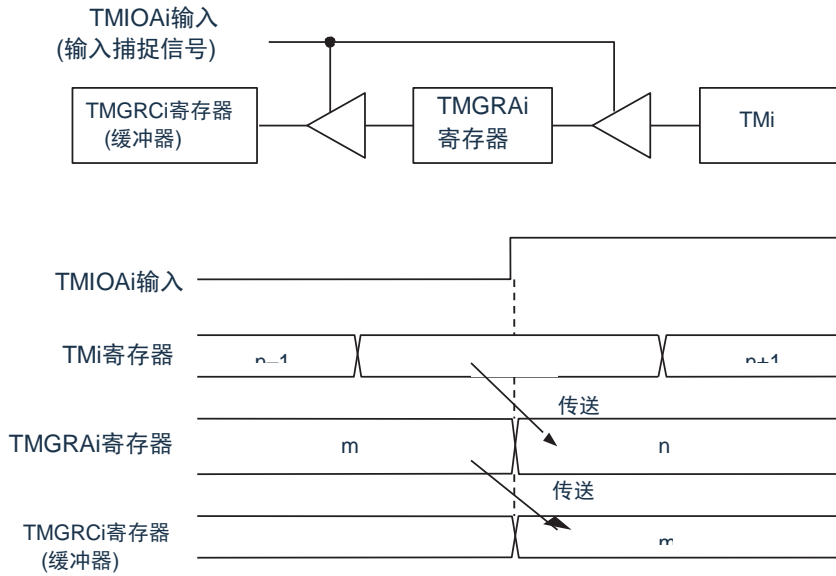 TMIOAi输入
(输入捕捉信号)
TMGRCi寄存器
(缓冲器)
TMGRAi
寄存器
TMi
TMIOAi输入
TMi寄存器
n−1
n+1
传送
TMGRAi寄存器
m
n
传送
TMGRCi寄存器
(缓冲器)
m